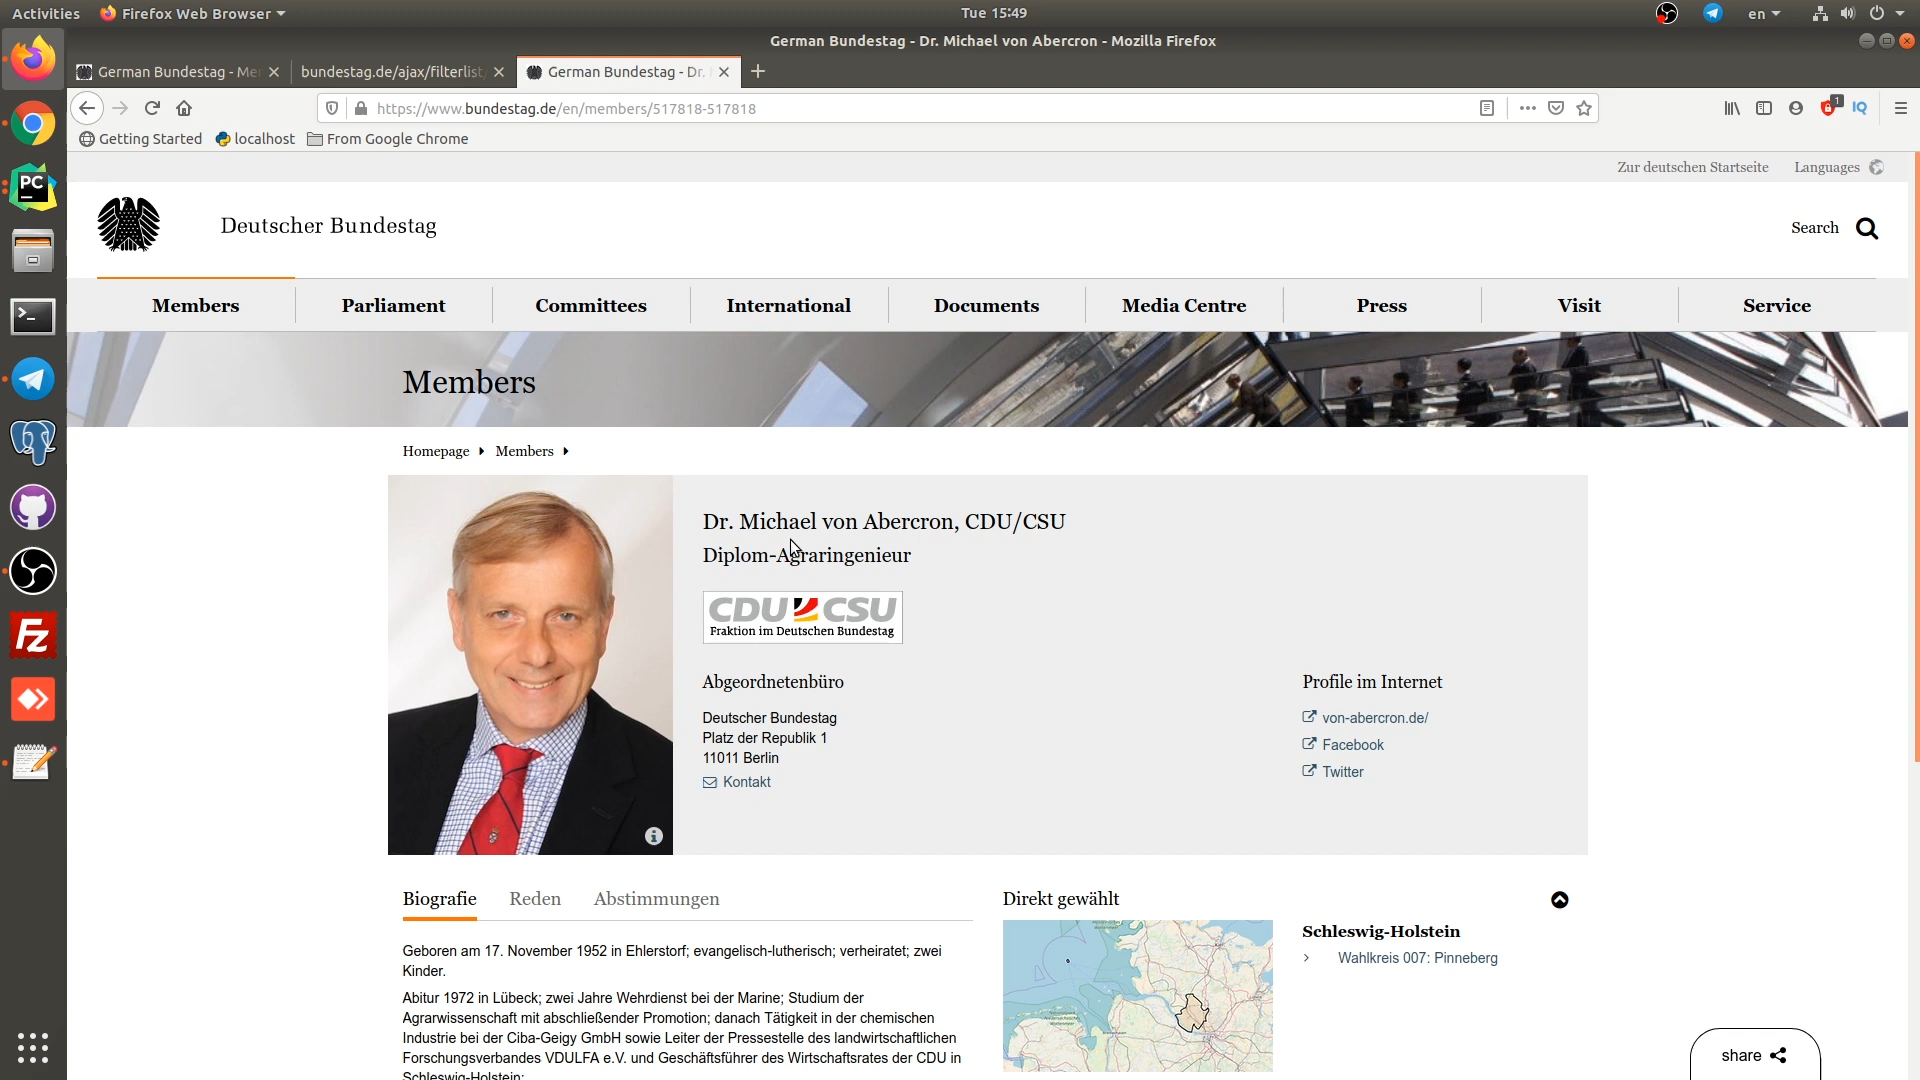 Activities
Firefox Web Browser
Tue 15:49
en
German Bundestag - Dr. Michael von Abercron - Mozilla Firefox
German Bundestag - Me
bundestag.de/ajax/filterlist
German Bundestag - Dr.
https://www.bundestag.de/en/members/517818-517818
1
IQ
Getting Started
localhost
From Google Chrome
Zur deutschen Startseite
Languages
Deutscher Bundestag
Search
Members
Parliament
Committees
International
Documents
Media Centre
Press
Visit
Service
Members
Homepage
Members
Dr. Michael von Abercron, CDU/CSU
Diplom-Agraringenieur
CDU CSU
Fraktion im Deutschen Bundestag
Abgeordnetenbüro
Deutscher Bundestag
Platz der Republik 1
11011 Berlin
Kontakt
Profile im Internet
von-abercron.de/
Facebook
Twitter
Biografie
Reden
Abstimmungen
Geboren am 17. November 1952 in Ehlerstorf; evangelisch-lutherisch; verheiratet; zwei
Kinder.
Abitur 1972 in Lübeck; zwei Jahre Wehrdienst bei der Marine; Studium der
Agrarwissenschaft mit abschließender Promotion; danach Tätigkeit in der chemischen
Industrie bei der Ciba-Geigy GmbH sowie Leiter der Pressestelle des landwirtschaftlichen
Forschungsverbandes VDULFA e.V. und Geschäftsführer des Wirtschaftsrates der CDU in
Schleswig-Holstein;
Direkt gewählt
Schleswig-Holstein
Wahlkreis 007: Pinneberg
share
PC
Fz